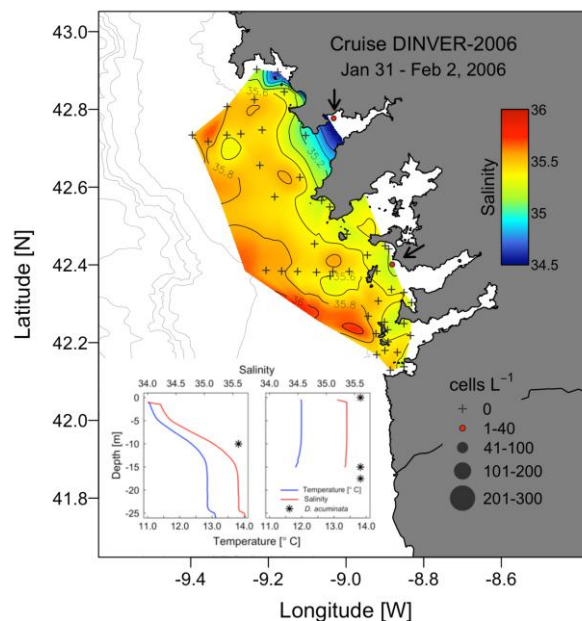 Cruise DINVER-2006
Jan 31 - Feb 2, 2006
43.0
42.8
42.6
42.4
42.2
42.0
41.8
Latitude [N]
35.6
35.2
35.8
35.6
35.8
36
35.5
35
34.5
Salinity
cells L−1
+ 0
1-40
41-100
101-200
201-300
Salinity
34.0 34.5 35.0 35.5
34.0 34.5 35.0 35.5
0
-5
-10
-15
-20
-25
Depth [m]
Temperature [° C]
Salinity
D. acuminata
11.0 12.0 13.0 14.0
11.0 12.0 13.0 14.0
Temperature [° C]
-9.4 -9.2 -9.0 -8.8 -8.6
Longitude [W]